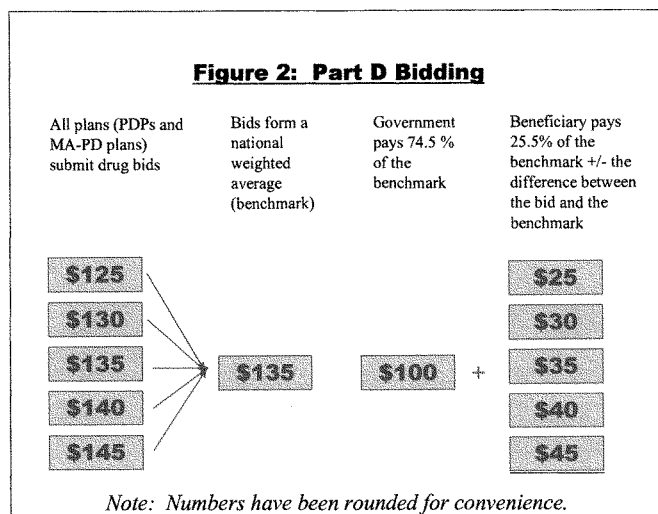 Figure 2: Part D Bidding
All plans (PDPs and
MA-PD plans)
submit drug bids
Bids form a
national
weighted
average
(benchmark)
Government
pays 74.5 %
of the
benchmark
Beneficiary pays
25.5% of the
benchmark +/- the
difference between
the bid and the
benchmark
$125
$130
$135
$140
$145
$135
$100
+
$25
$30
$35
$40
$45
Note: Numbers have been rounded for convenience.